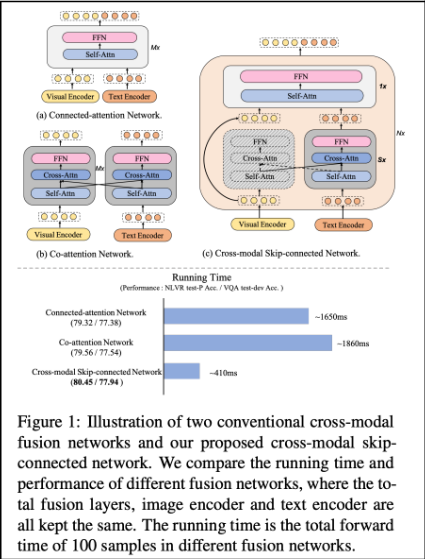 FFN
Self-Attn
Mx
Visual Encoder
Text Encoder
(a) Connected-attention Network.
FFN
Cross-Attn
Self-Attn
Mx
FFN
Cross-Attn
Self-Attn
Visual Encoder
Text Encoder
(b) Co-attention Network.
FFN
Self-Attn
1x
FFN
Cross-Attn
Self-Attn
FFN
Cross-Attn
Self-Attn
Sx
Nx
Visual Encoder
Text Encoder
(c) Cross-modal Skip-connected Network.
Running Time
(Performance : NLVR test-P Acc. / VQA test-dev Acc. )
Connected-attention Network
(79.32 / 77.38)
~1650ms
Co-attention Network
(79.56 / 77.54)
~1860ms
Cross-modal Skip-connected Network
(80.45 / 77.94 )
~410ms
Figure 1: Illustration of two conventional cross-modal
fusion networks and our proposed cross-modal skip-
connected network. We compare the running time and
performance of different fusion networks, where the to-
tal fusion layers, image encoder and text encoder are
all kept the same. The running time is the total forward
time of 100 samples in different fusion networks.